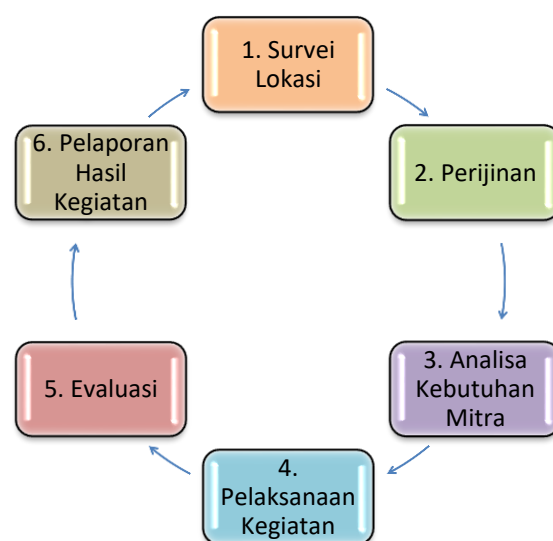 1. Survei
Lokasi
2. Perijinan
3. Analisa
Kebutuhan
Mitra
4.
Pelaksanaan
Kegiatan
5. Evaluasi
6. Pelaporan
Hasil
Kegiatan